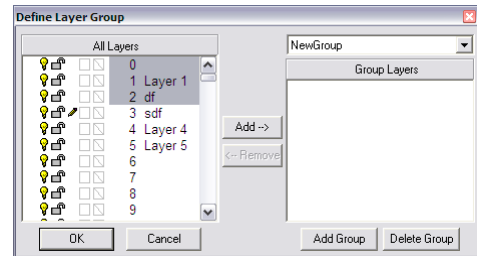 Define Layer Group
All Layers
0
1 Layer 1
2 df
3 sdf
4 Layer 4
5 Layer 5
6
7
8
9
Add -->
<-- Remove
NewGroup
Group Layers
OK
Cancel
Add Group
Delete Group